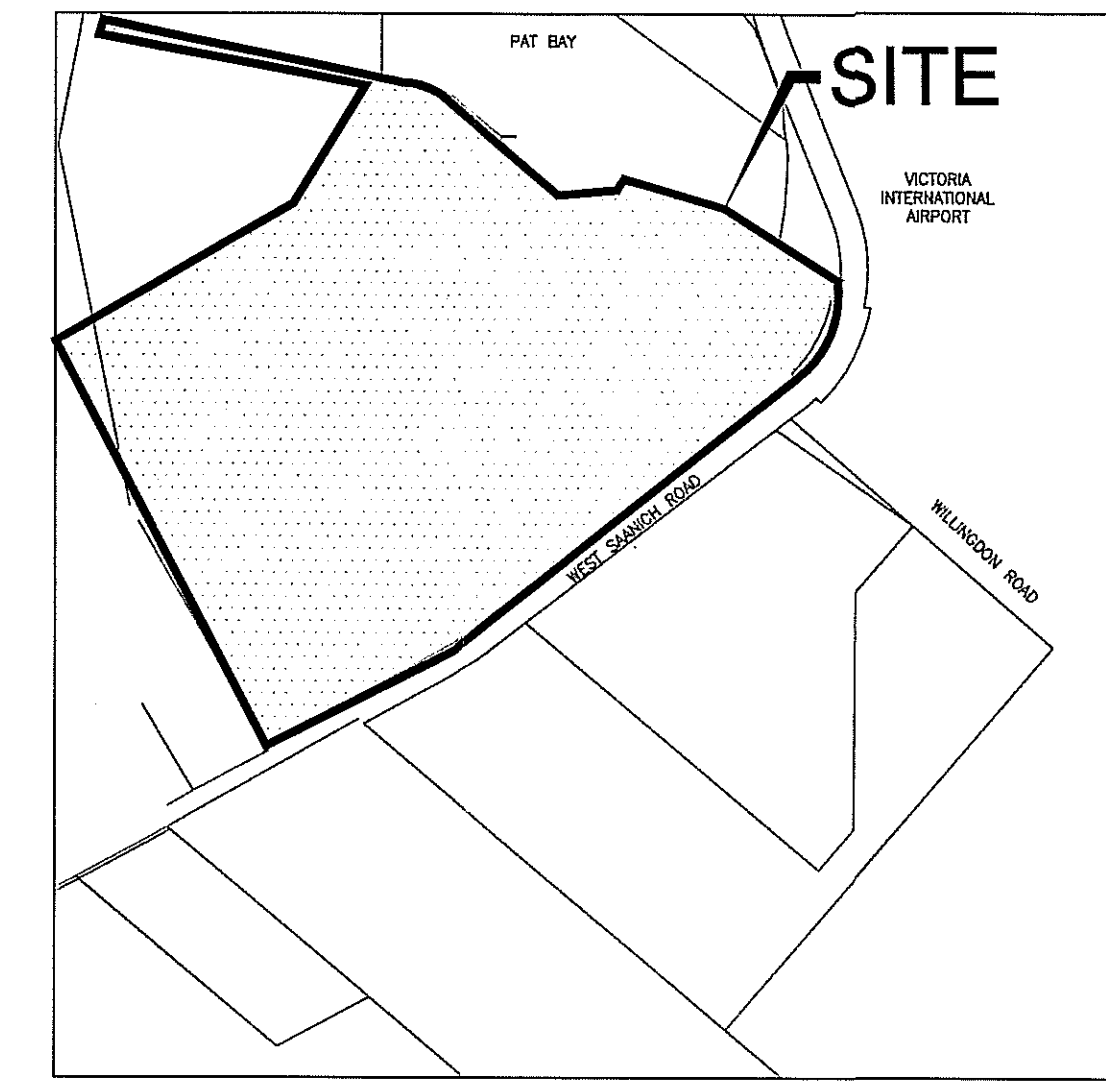 PAT BAY
SITE
VICTORIA
INTERNATIONAL
AIRPORT
WEST SAANICH ROAD
WILLINGDON ROAD